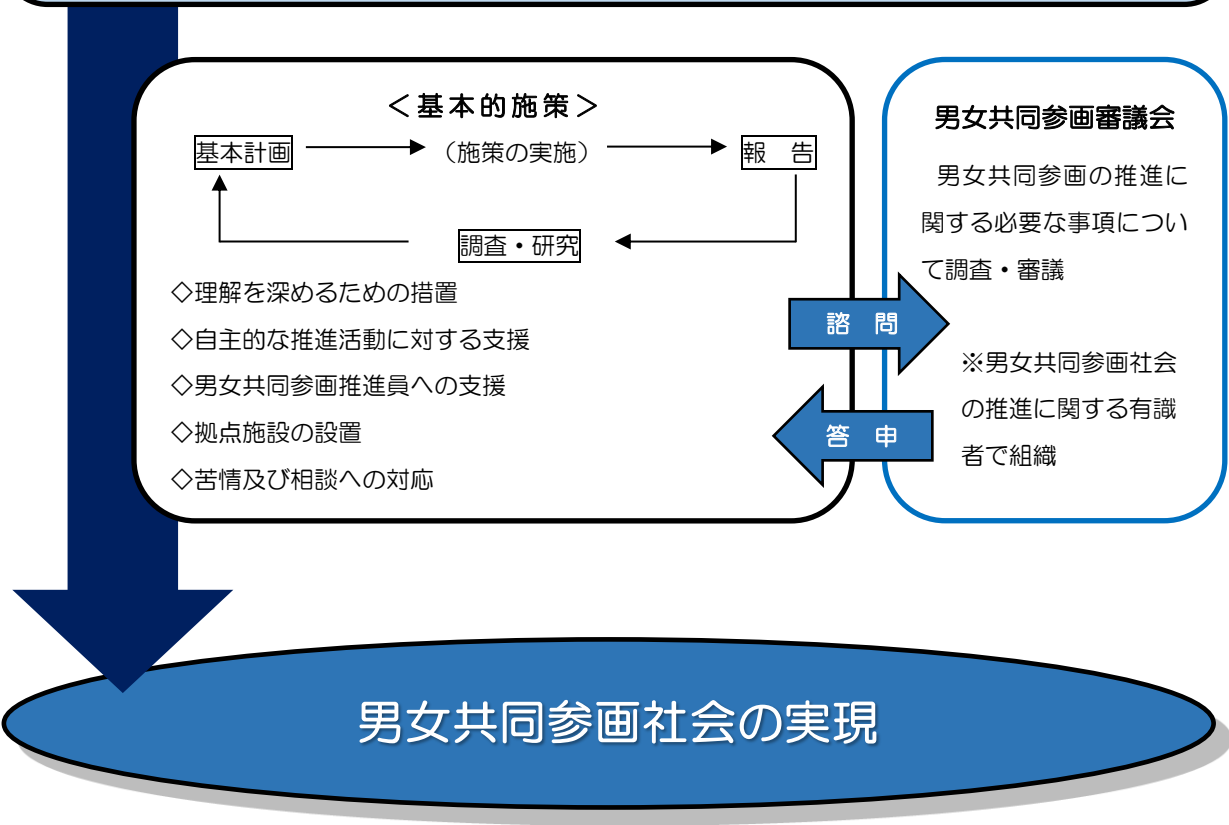 ＜基本的施策＞
基本計画
（施策の実施）
報　告
調査・研究
◇理解を深めるための措置
◇自主的な推進活動に対する支援
◇男女共同参画推進員への支援
◇拠点施設の設置
◇苦情及び相談への対応
諮　問
答　申
男女共同参画審議会
男女共同参画の推進に
関する必要な事項につい
て調査・審議
※男女共同参画社会
の推進に関する有識
者で組織
男女共同参画社会の実現